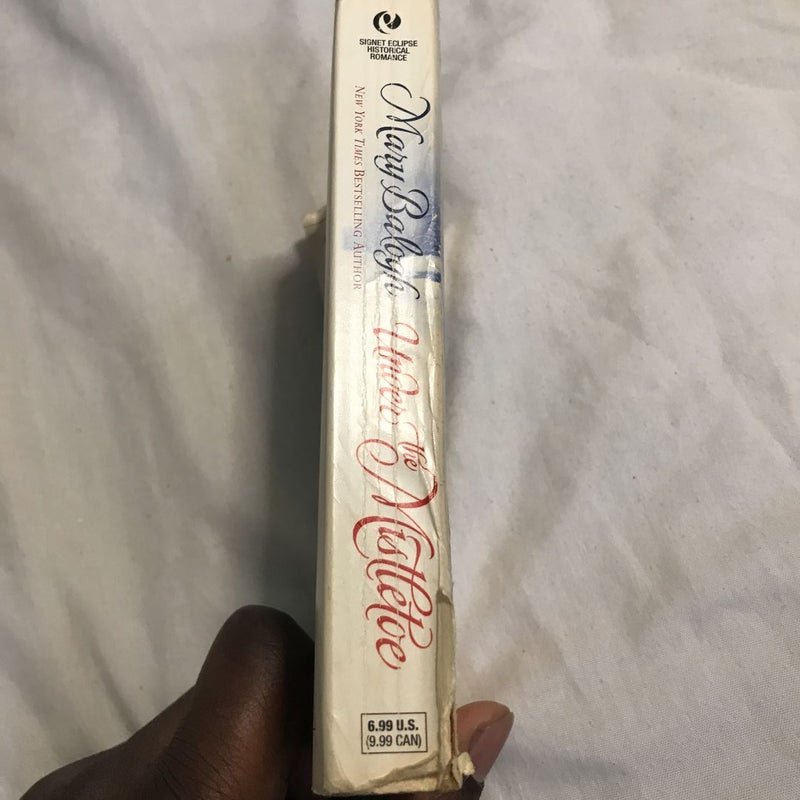 SIGNET ECLIPSE
HISTORICAL
ROMANCE
Mary Balogh
NEW YORK TIMES BESTSELLING AUTHOR
Under the Mistletoe
6.99 U.S.
(9.99 CAN)